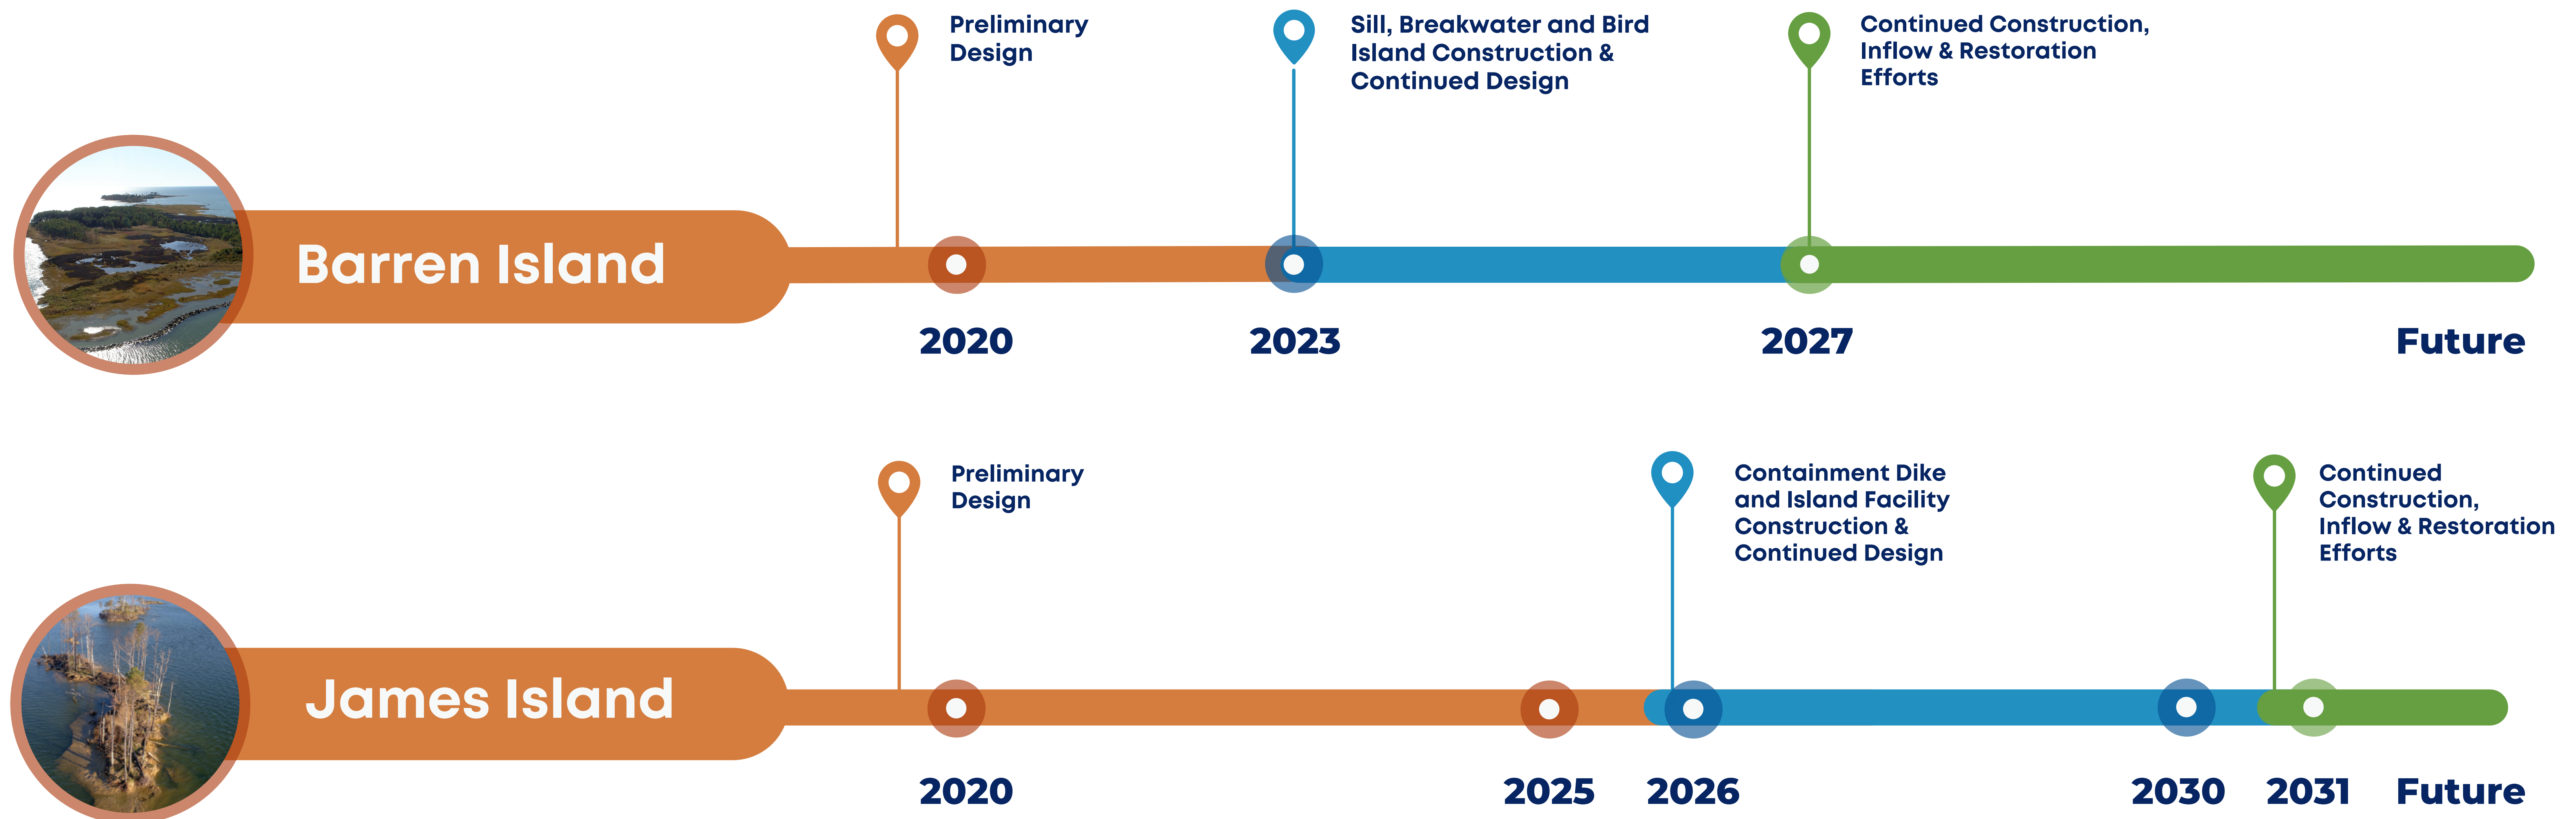 Preliminary
Design
Sill, Breakwater and Bird
Island Construction &
Continued Design
Continued Construction,
Inflow & Restoration
Efforts
Barren Island
2020
2023
2027
Future
Preliminary
Design
Containment Dike
and Island Facility
Construction &
Continued Design
Continued
Construction,
Inflow & Restoration
Efforts
James Island
2020
2025
2026
2030
2031
Future